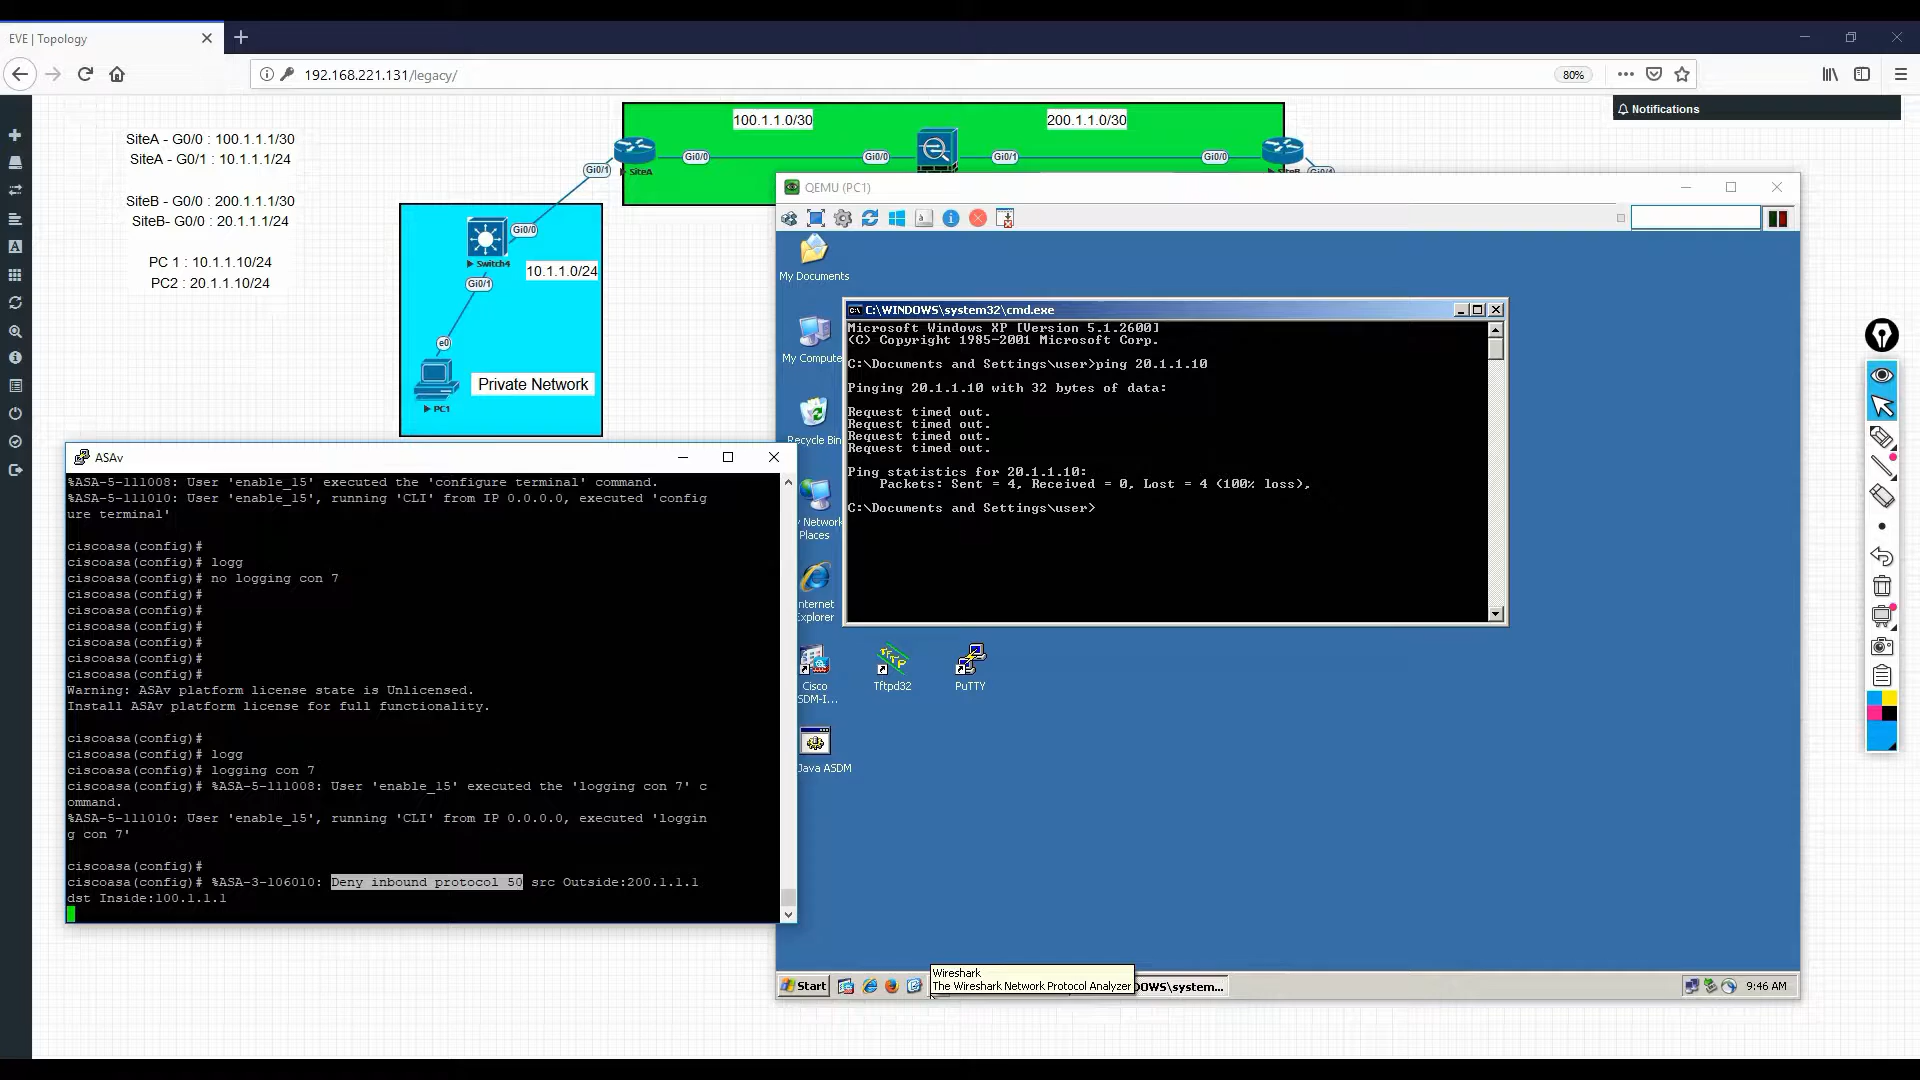 EVE | Topology
192.168.221.131/legacy/
80%
Notifications
SiteA - G0/0 : 100.1.1.1/30
SiteA - G0/1 : 10.1.1.1/24
SiteB - G0/0 : 200.1.1.1/30
SiteB- G0/0 : 20.1.1.1/24
PC 1 : 10.1.1.10/24
PC2 : 20.1.1.10/24
100.1.1.0/30
200.1.1.0/30
SiteA
Gi0/0
Gi0/0
Gi0/1
Gi0/0
Gi0/1
SiteB
Gi0/1
Gi0/0
Switch4
10.1.1.0/24
Gi0/1
e0
Private Network
PC1
QEMU (PC1)
My Documents
My Compute
Recycle Bin
y Network
Places
nternet
Explorer
Cisco
SDM-I...
Tftpd32
PuTTY
Java ASDM
C:\WINDOWS\system32\cmd.exe
Microsoft Windows XP [Version 5.1.2600]
(C) Copyright 1985-2001 Microsoft Corp.
C:\Documents and Settings\user>ping 20.1.1.10
Pinging 20.1.1.10 with 32 bytes of data:
Request timed out.
Request timed out.
Request timed out.
Request timed out.
Ping statistics for 20.1.1.10:
Packets: Sent = 4, Received = 0, Lost = 4 (100% loss),
C:\Documents and Settings\user>
ASAv
%ASA-5-111008: User 'enable_15' executed the 'configure terminal' command.
%ASA-5-111010: User 'enable_15', running 'CLI' from IP 0.0.0.0, executed 'config
ure terminal'
ciscoasa(config)#
ciscoasa(config)# logg
ciscoasa(config)# no logging con 7
ciscoasa(config)#
ciscoasa(config)#
ciscoasa(config)#
ciscoasa(config)#
ciscoasa(config)#
ciscoasa(config)#
Warning: ASAv platform license state is Unlicensed.
Install ASAv platform license for full functionality.
ciscoasa(config)#
ciscoasa(config)# logg
ciscoasa(config)# logging con 7
ciscoasa(config)# %ASA-5-111008: User 'enable_15' executed the 'logging con 7' c
ommand.
%ASA-5-111010: User 'enable_15', running 'CLI' from IP 0.0.0.0, executed 'loggin
g con 7'
ciscoasa(config)#
ciscoasa(config)# %ASA-3-106010: Deny inbound protocol 50 src Outside:200.1.1.1
dst Inside:100.1.1.1
Wireshark
The Wireshark Network Protocol Analyzer
Start
DOWS\system...
9:46 AM